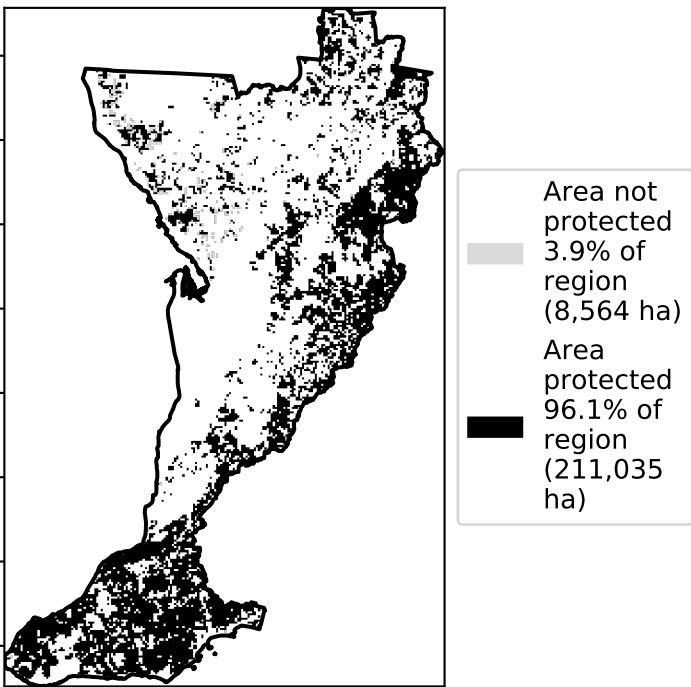 Area not
protected
3.9% of
region
(8,564 ha)
Area
protected
96.1% of
region
(211,035
ha)